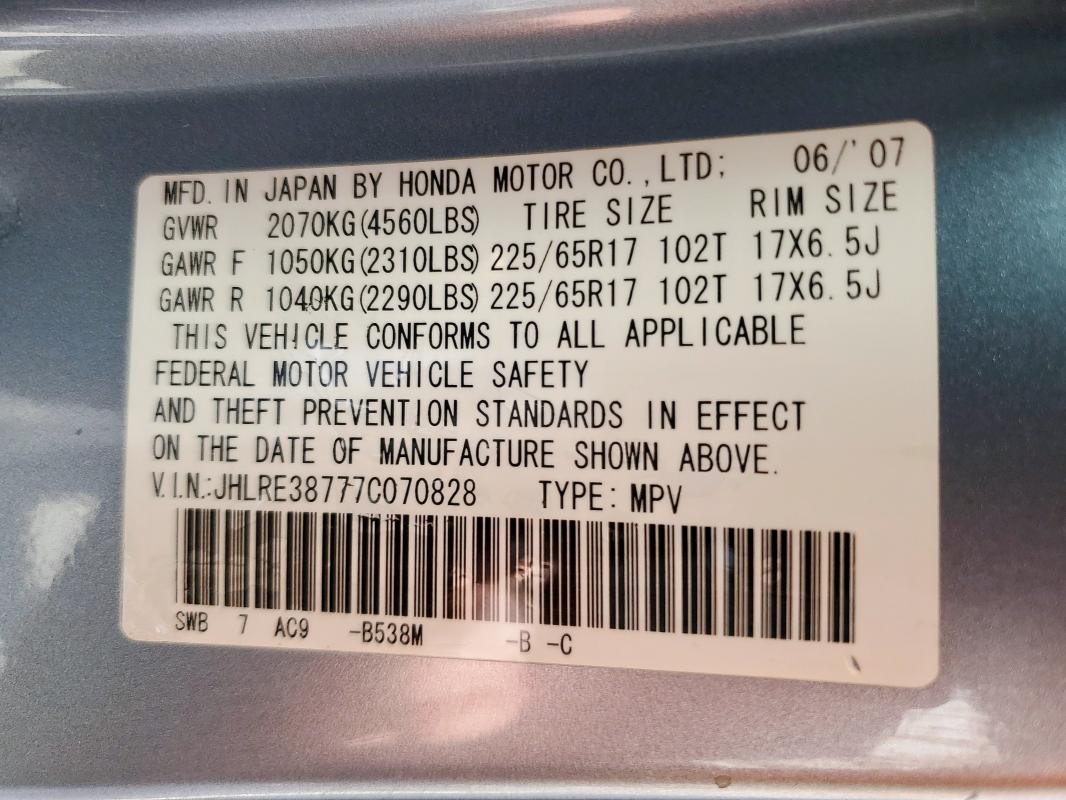 MFD. IN JAPAN BY HONDA MOTOR CO.,LTD; 06/'07
GVWR 2070KG(4560LBS) TIRE SIZE RIM SIZE
GAWR F 1050KG(2310LBS) 225/65R17 102T 17X6.5J
GAWR R 1040KG(2290LBS) 225/65R17 102T 17X6.5J
THIS VEHICLE CONFORMS TO ALL APPLICABLE
FEDERAL MOTOR VEHICLE SAFETY
AND THEFT PREVENTION STANDARDS IN EFFECT
ON THE DATE OF MANUFACTURE SHOWN ABOVE.
V.I.N.:JHLRE38777C070828 TYPE: MPV
SWB 7 AC9 -B538M -B -C